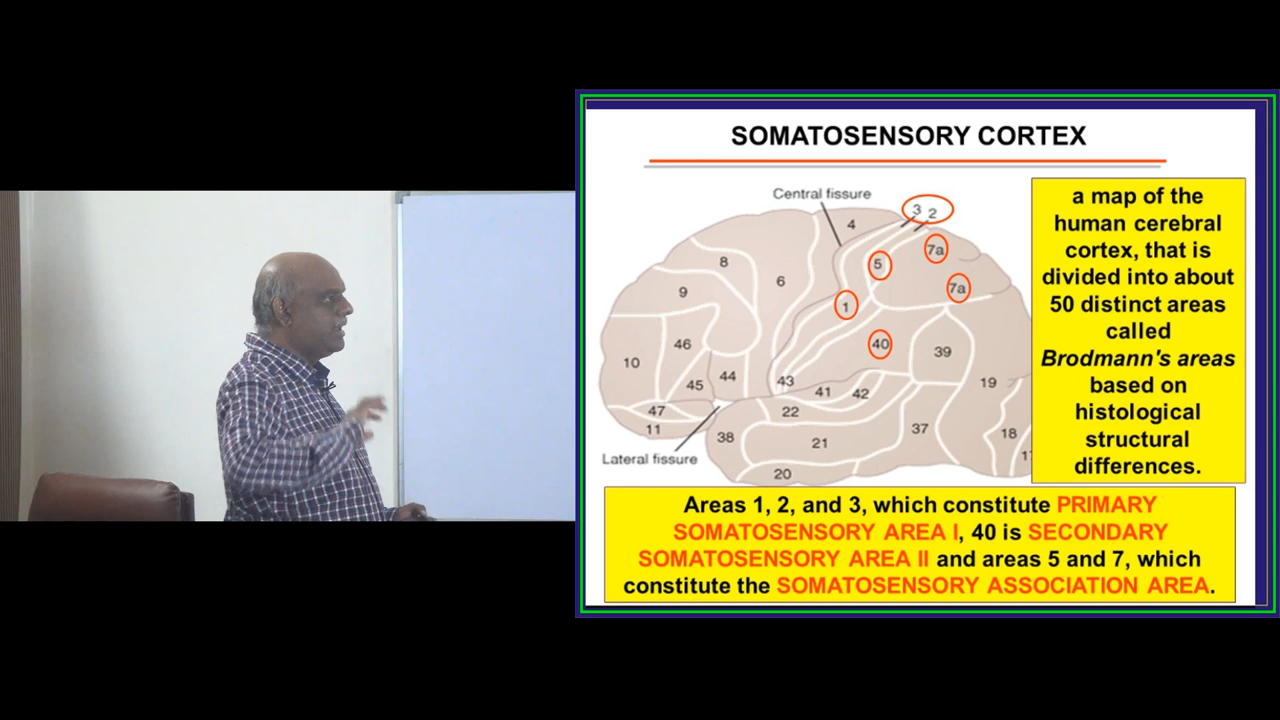 SOMATOSENSORY CORTEX
Central fissure
3 2
4
7a
5
8
6
9
7a
1
46
40
39
10
44
43
45
19
41
42
47
22
11
38
37
18
21
17
Lateral fissure
20
a map of the
human cerebral
cortex, that is
divided into about
50 distinct areas
called
Brodmann's areas
based on
histological
structural
differences.
Areas 1, 2, and 3, which constitute PRIMARY
SOMATOSENSORY AREA I, 40 is SECONDARY
SOMATOSENSORY AREA II and areas 5 and 7, which
constitute the SOMATOSENSORY ASSOCIATION AREA.